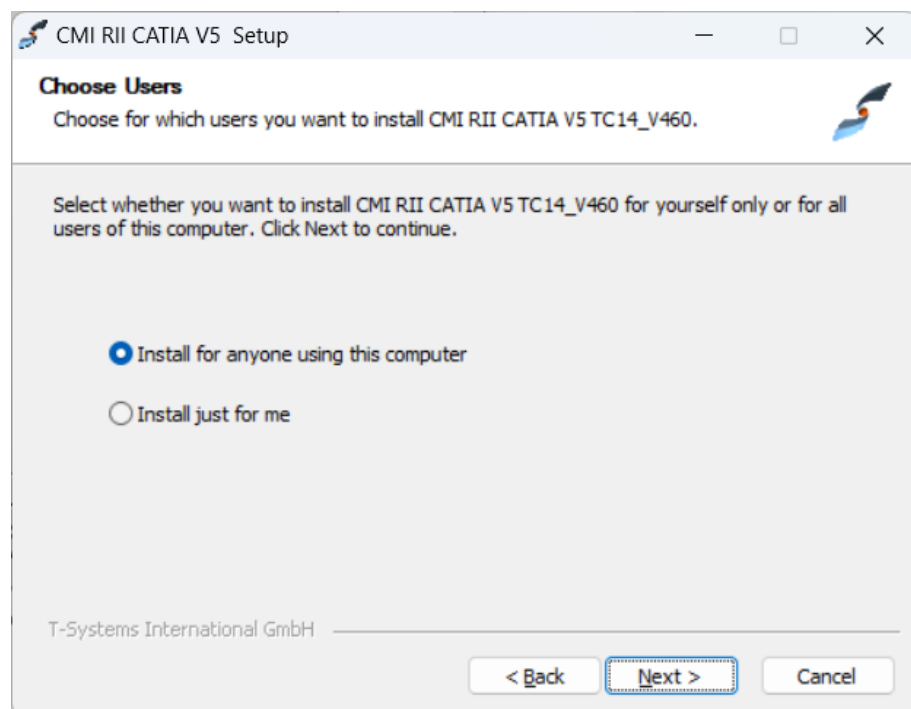 CMI RII CATIA V5 Setup
Choose Users
Choose for which users you want to install CMI RII CATIA V5 TC14_V460.
Select whether you want to install CMI RII CATIA V5 TC14_V460 for yourself only or for all
users of this computer. Click Next to continue.
Install for anyone using this computer
Install just for me
T-Systems International GmbH
< Back
Next >
Cancel